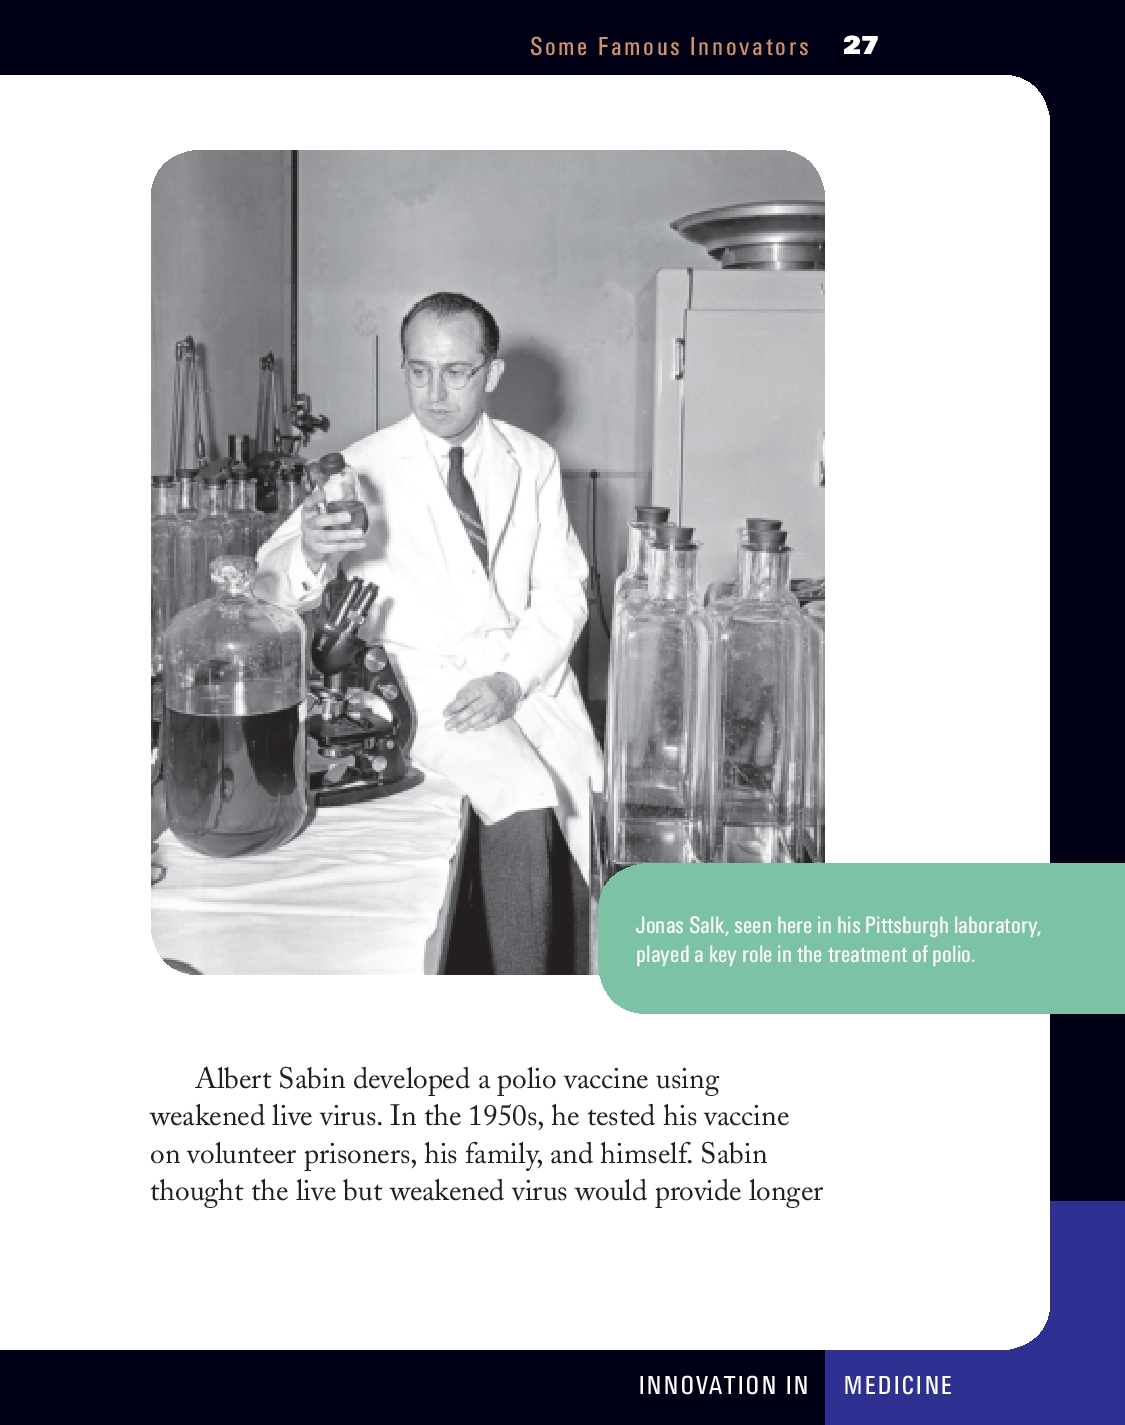 Some Famous Innovators 27
Jonas Salk, seen here in his Pittsburgh laboratory,
played a key role in the treatment of polio.
Albert Sabin developed a polio vaccine using
weakened live virus. In the 1950s, he tested his vaccine
on volunteer prisoners, his family, and himself. Sabin
thought the live but weakened virus would provide longer
INNOVATION IN MEDICINE